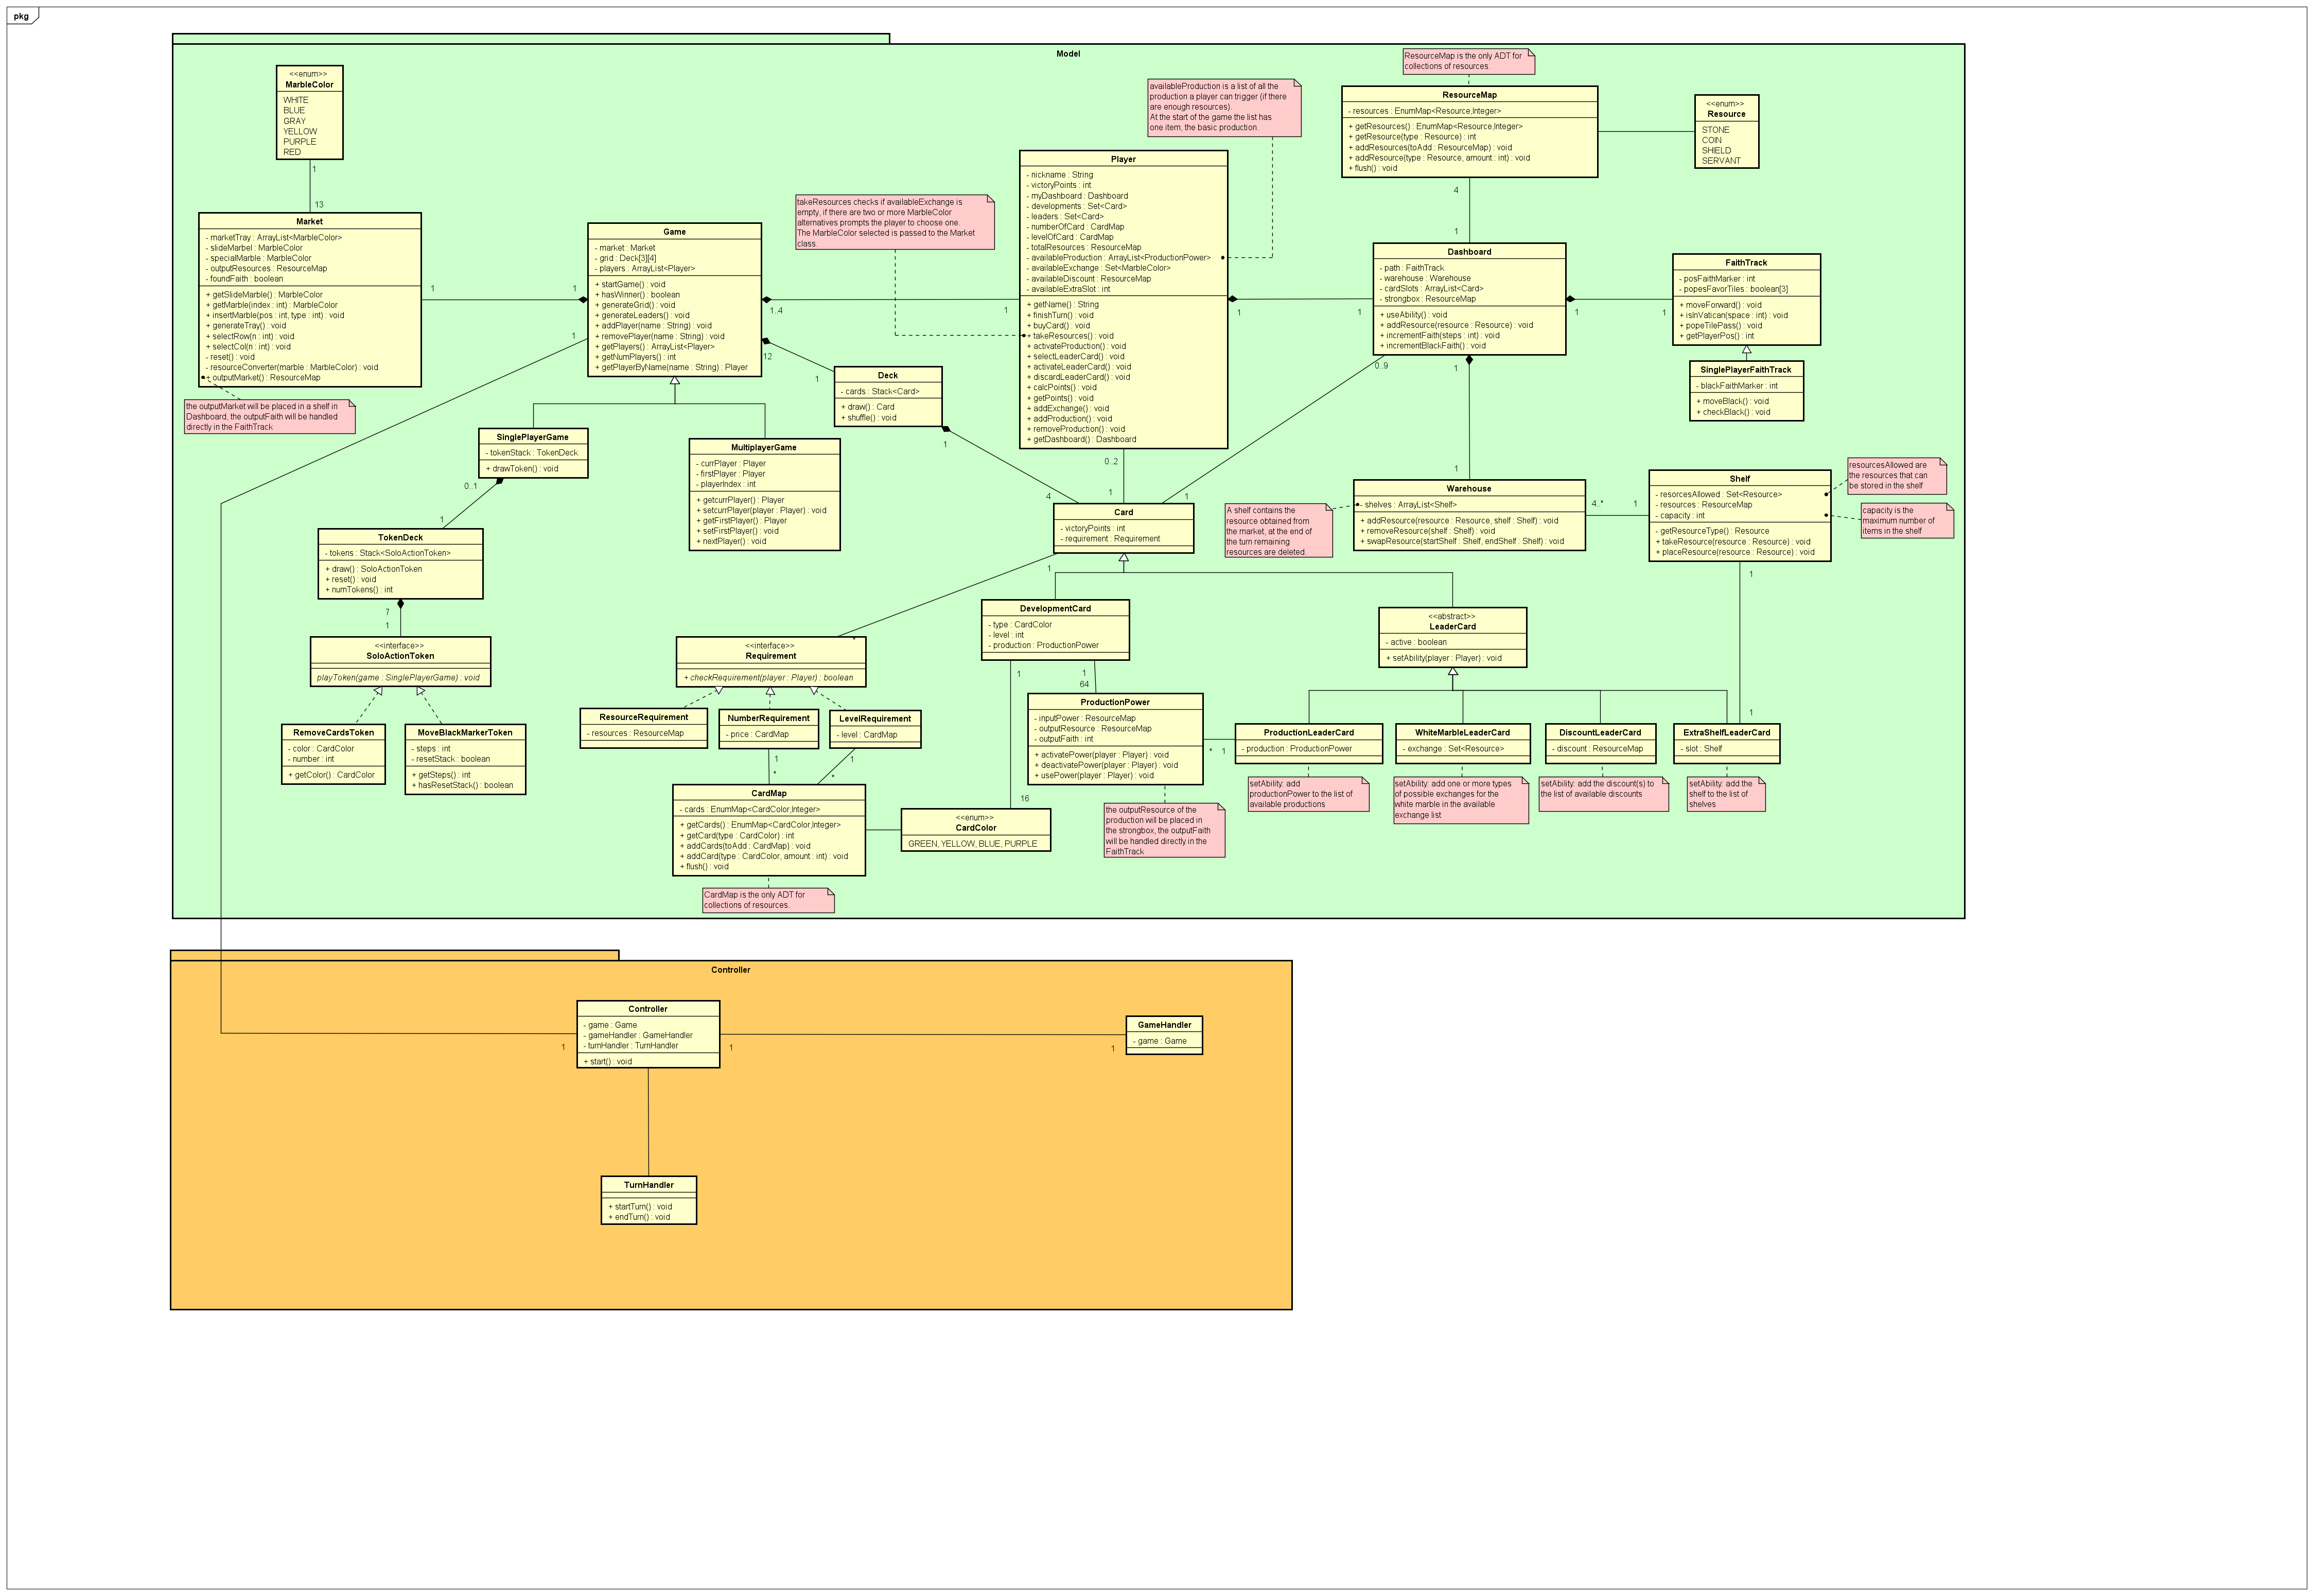 pkg
Model
<<enum>>
MarbleColor
WHITE
BLUE
GRAY
YELLOW
PURPLE
RED
1
13
Market
- marketTray : ArrayList<MarbleColor>
- slideMarbel : MarbleColor
- specialMarble : MarbleColor
- outputResources : ResourceMap
- foundFaith : boolean
+ getSlideMarble() : MarbleColor
+ getMarble(index : int) : MarbleColor
+ insertMarble(pos : int, type : int) : void
+ generateTray() : void
+ selectRow(n : int) : void
+ selectCol(n : int) : void
- reset() : void
- resourceConverter(marble : MarbleColor) : void
+ outputMarket() : ResourceMap
the outputMarket will be placed in a shelf in
Dashboard, the outputFaith will be handled
directly in the FaithTrack
1
1
1
Game
- market : Market
- grid : Deck[3][4]
- players : ArrayList<Player>
+ startGame() : void
+ hasWinner() : boolean
+ generateGrid() : void
+ generateLeaders() : void
+ addPlayer(name : String) : void
+ removePlayer(name : String) : void
+ getPlayers() : ArrayList<Player>
+ getNumPlayers() : int
+ getPlayerByName(name : String) : Player
1..4
1
12
1
takeResources checks if availableExchange is
empty, if there are two or more MarbleColor
alternatives prompts the player to choose one.
The MarbleColor selected is passed to the Market
class.
availableProduction is a list of all the
production a player can trigger (if there
are enough resources).
At the start of the game the list has
one item, the basic production.
Player
- nickname : String
- victoryPoints : int
- myDashboard : Dashboard
- developments : Set<Card>
- leaders : Set<Card>
- numberOfCard : CardMap
- levelOfCard : CardMap
- totalResources : ResourceMap
- availableProduction : ArrayList<ProductionPower>
- availableExchange : Set<MarbleColor>
- availableDiscount : ResourceMap
- availableExtraSlot : int
+ getName() : String
+ finishTurn() : void
+ buyCard() : void
+ takeResources() : void
+ activateProduction() : void
+ selectLeaderCard() : void
+ activateLeaderCard() : void
+ discardLeaderCard() : void
+ calcPoints() : void
+ getPoints() : void
+ addExchange() : void
+ addProduction() : void
+ removeProduction() : void
+ getDashboard() : Dashboard
1
1
0..2
1
ResourceMap is the only ADT for
collections of resources.
ResourceMap
- resources : EnumMap<Resource,Integer>
+ getResources() : EnumMap<Resource,Integer>
+ getResource(type : Resource) : int
+ addResources(toAdd : ResourceMap) : void
+ addResource(type : Resource, amount : int) : void
+ flush() : void
<<enum>>
Resource
STONE
COIN
SHIELD
SERVANT
4
1
Dashboard
- path : FaithTrack
- warehouse : Warehouse
- cardSlots : ArrayList<Card>
- strongbox : ResourceMap
+ useAbility() : void
+ addResource(resource : Resource) : void
+ incrementFaith(steps : int) : void
+ incrementBlackFaith() : void
1
1
0..9
1
1
1
FaithTrack
- posFaithMarker : int
- popesFavorTiles : boolean[3]
+ moveForward() : void
+ isInVatican(space : int) : void
+ popeTilePass() : void
+ getPlayerPos() : int
SinglePlayerFaithTrack
- blackFaithMarker : int
+ moveBlack() : void
+ checkBlack() : void
Deck
- cards : Stack<Card>
+ draw() : Card
+ shuffle() : void
1
4
SinglePlayerGame
- tokenStack : TokenDeck
+ drawToken() : void
0..1
1
MultiplayerGame
- currPlayer : Player
- firstPlayer : Player
- playerIndex : int
+ getcurrPlayer() : Player
+ setcurrPlayer(player : Player) : void
+ getFirstPlayer() : Player
+ setFirstPlayer() : void
+ nextPlayer() : void
Card
- victoryPoints : int
- requirement : Requirement
1
*
A shelf contains the
resource obtained from
the market, at the end of
the turn remaining
resources are deleted.
Warehouse
- shelves : ArrayList<Shelf>
+ addResource(resource : Resource, shelf : Shelf) : void
+ removeResource(shelf : Shelf) : void
+ swapResource(startShelf : Shelf, endShelf : Shelf) : void
4..*
1
Shelf
- resorcesAllowed : Set<Resource>
- resources : ResourceMap
- capacity : int
- getResourceType() : Resource
+ takeResource(resource : Resource) : void
+ placeResource(resource : Resource) : void
resourcesAllowed are
the resources that can
be stored in the shelf
capacity is the
maximum number of
items in the shelf
1
1
TokenDeck
- tokens : Stack<SoloActionToken>
+ draw() : SoloActionToken
+ reset() : void
+ numTokens() : int
7
1
<<interface>>
SoloActionToken
playToken(game : SinglePlayerGame) : void
RemoveCardsToken
- color : CardColor
- number : int
+ getColor() : CardColor
MoveBlackMarkerToken
- steps : int
- resetStack : boolean
+ getSteps() : int
+ hasResetStack() : boolean
<<interface>>
Requirement
+ checkRequirement(player : Player) : boolean
ResourceRequirement
- resources : ResourceMap
NumberRequirement
- price : CardMap
LevelRequirement
- level : CardMap
1
*
1
*
CardMap
- cards : EnumMap<CardColor,Integer>
+ getCards() : EnumMap<CardColor,Integer>
+ getCard(type : CardColor) : int
+ addCards(toAdd : CardMap) : void
+ addCard(type : CardColor, amount : int) : void
+ flush() : void
CardMap is the only ADT for
collections of resources.
DevelopmentCard
- type : CardColor
- level : int
- production : ProductionPower
1
16
1
64
<<enum>>
CardColor
GREEN, YELLOW, BLUE, PURPLE
ProductionPower
- inputPower : ResourceMap
- outputResource : ResourceMap
- outputFaith : int
+ activatePower(player : Player) : void
+ deactivatePower(player : Player) : void
+ usePower(player : Player) : void
the outputResource of the
production will be placed in
the strongbox, the outputFaith
will be handled directly in the
FaithTrack
*
1
<<abstract>>
LeaderCard
- active : boolean
+ setAbility(player : Player) : void
ProductionLeaderCard
- production : ProductionPower
setAbility: add
productionPower to the list of
available productions
WhiteMarbleLeaderCard
- exchange : Set<Resource>
setAbility: add one or more types
of possible exchanges for the
white marble in the available
exchange list
DiscountLeaderCard
- discount : ResourceMap
setAbility: add the discount(s) to
the list of available discounts
ExtraShelfLeaderCard
- slot : Shelf
setAbility: add the
shelf to the list of
shelves
Controller
Controller
- game : Game
- gameHandler : GameHandler
- turnHandler : TurnHandler
+ start() : void
1
1
1
GameHandler
- game : Game
TurnHandler
+ startTurn() : void
+ endTurn() : void